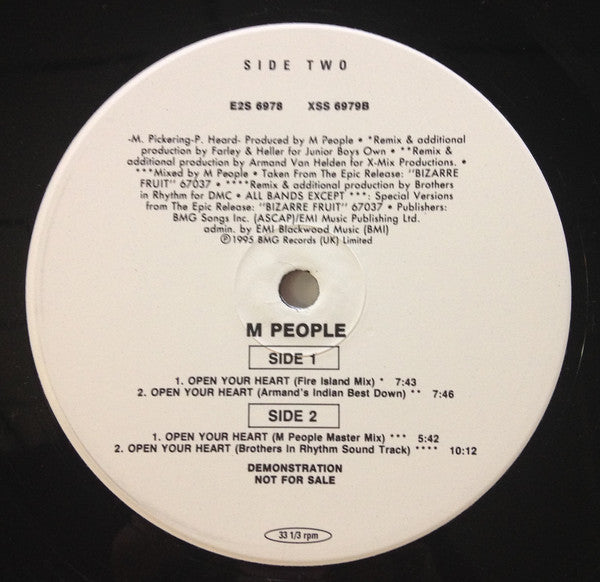 SIDE TWO
E2S 6978 XSS 6979B
-M. Pickering-P. Heard- Produced by M People • *Remix & additional
production by Farley & Heller for Junior Boys Own • **Remix &
additional production by Armand Van Helden for X-Mix Productions. •
***Mixed by M People • Taken From The Epic Release: "BIZARRE
FRUIT" 67037 • ****Remix & additional production by Brothers
in Rhythm for DMC • ALL BANDS EXCEPT ***: Special Versions
from The Epic Release: "BIZARRE FRUIT" 67037 • Publishers:
BMG Songs Inc. (ASCAP)/EMI Music Publishing Ltd.
admin. by EMI Blackwood Music (BMI)
℗1995 BMG Records (UK) Limited
M PEOPLE
SIDE 1
1. OPEN YOUR HEART (Fire Island Mix) * 7:43
2. OPEN YOUR HEART (Armand's Indian Best Down) ** 7:46
SIDE 2
1. OPEN YOUR HEART (M People Master Mix) *** 5:42
2. OPEN YOUR HEART (Brothers In Rhythm Sound Track) **** 10:12
DEMONSTRATION
NOT FOR SALE
33 1/3 rpm